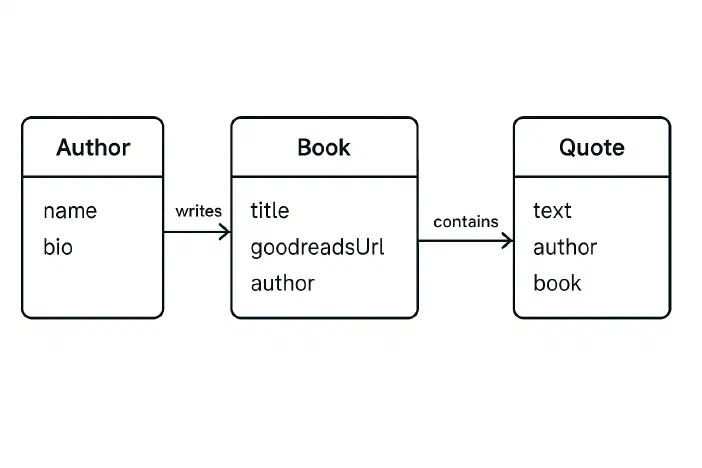 Author
name
bio
writes
Book
title
goodreadsUrl
author
contains
Quote
text
author
book